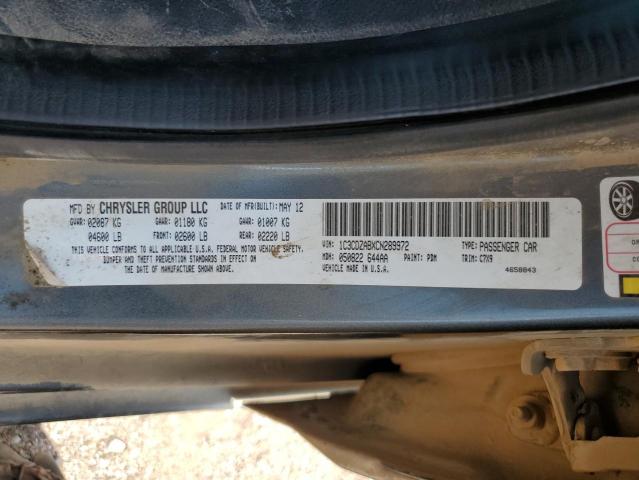 MFD BY CHRYSLER GROUP LLC DATE OF MFR(BUILT): MAY 12
GVWR: 02087 KG GAWR: 01180 KG GAWR: 01007 KG
04600 LB FRONT: 02600 LB REAR: 02220 LB
THIS VEHICLE CONFORMS TO ALL APPLICABLE U.S.A. FEDERAL MOTOR VEHICLE SAFETY,
BUMPER AND THEFT PREVENTION STANDARDS IN EFFECT ON
THE DATE OF MANUFACTURE SHOWN ABOVE.
VIN: 1C3CDZABXCN289972 TYPE: PASSENGER CAR
MDH: 050822 644AA PAINT: PDM TRIM: C7X9
VEHICLE MADE IN U.S.A. 4658843